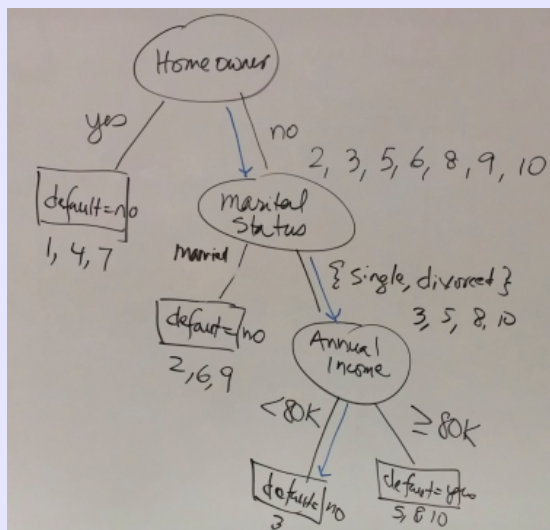 Home owner
yes
no
2, 3, 5, 6, 8, 9, 10
default=no
1, 4, 7
Marital
Status
married
{single, divorced}
3, 5, 8, 10
defaut=no
2, 6, 9
Annual
Income
<80K
≥80K
default=no
3
default=yes
5, 8 10